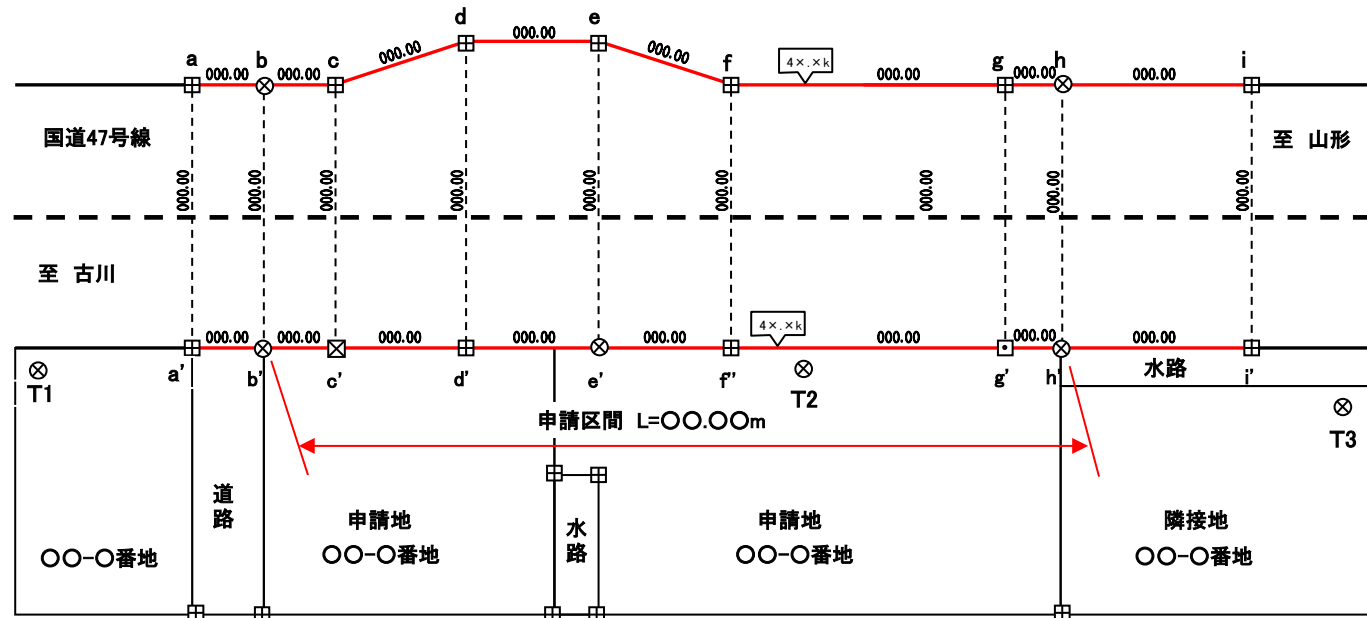 d e
000.00
000.00 000.00
a b c f g h i
000.00 000.00 4×.×k 000.00 000.00 000.00
国道47号線 至 山形
000.00 000.00 000.00 000.00 000.00 000.00 000.00 000.00 000.00
至 古川
4×.×k
000.00 000.00 000.00 000.00 000.00 000.00 000.00 000.00
水路
a' b' c' d' e' f'' g' h' i'
T1 T2
申請区間 L=○○.○○m
T3
道路
申請地 水路 申請地 隣接地
○○-○番地 ○○-○番地 ○○-○番地 ○○-○番地